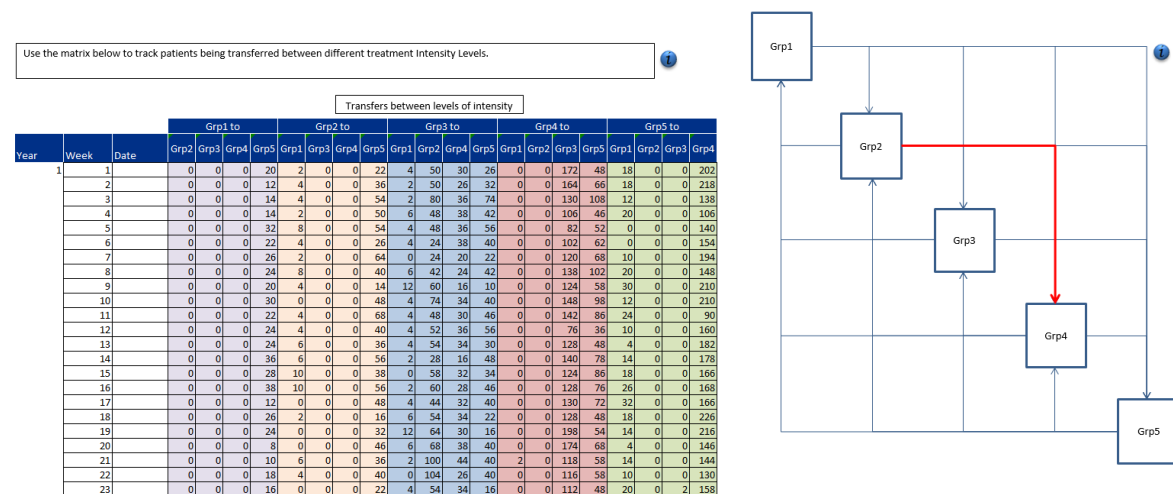 Use the matrix below to track patients being transferred between different treatment Intensity Levels.
i
Transfers between levels of intensity
Grp1 to Grp2 to Grp3 to Grp4 to Grp5 to
Year Week Date Grp2 Grp3 Grp4 Grp5 Grp1 Grp3 Grp4 Grp5 Grp1 Grp2 Grp4 Grp5 Grp1 Grp2 Grp3 Grp5 Grp1 Grp2 Grp3 Grp4
1 1 0 0 0 20 2 0 0 22 4 50 30 26 0 0 172 48 18 0 0 202
2 0 0 0 12 4 0 0 36 2 50 26 32 0 0 164 66 18 0 0 218
3 0 0 0 14 4 0 0 54 2 80 36 74 0 0 130 108 12 0 0 138
4 0 0 0 14 2 0 0 50 6 48 38 42 0 0 106 46 20 0 0 106
5 0 0 0 32 8 0 0 54 4 48 36 56 0 0 82 52 0 0 0 140
6 0 0 0 22 4 0 0 26 4 24 38 40 0 0 102 62 0 0 0 154
7 0 0 0 26 2 0 0 64 0 24 20 22 0 0 120 68 10 0 0 194
8 0 0 0 24 8 0 0 40 6 42 24 42 0 0 138 102 20 0 0 148
9 0 0 0 20 4 0 0 14 12 60 16 10 0 0 124 58 30 0 0 210
10 0 0 0 30 0 0 0 48 4 74 34 40 0 0 148 98 12 0 0 210
11 0 0 0 22 4 0 0 68 4 48 30 46 0 0 142 86 24 0 0 90
12 0 0 0 24 4 0 0 40 4 52 36 56 0 0 76 36 10 0 0 160
13 0 0 0 24 6 0 0 36 4 54 34 30 0 0 128 48 4 0 0 182
14 0 0 0 36 6 0 0 56 2 28 16 48 0 0 140 78 14 0 0 178
15 0 0 0 28 10 0 0 38 0 58 32 34 0 0 124 86 18 0 0 166
16 0 0 0 38 10 0 0 56 2 60 28 46 0 0 128 76 26 0 0 168
17 0 0 0 12 0 0 0 48 4 44 32 40 0 0 130 72 32 0 0 166
18 0 0 0 26 2 0 0 16 6 54 34 22 0 0 128 48 18 0 0 226
19 0 0 0 24 0 0 0 32 12 64 30 16 0 0 198 54 14 0 0 216
20 0 0 0 8 0 0 0 46 6 68 38 40 0 0 174 68 4 0 0 146
21 0 0 0 10 6 0 0 36 2 100 44 40 2 0 118 58 14 0 0 144
22 0 0 0 18 4 0 0 40 0 104 26 40 0 0 116 58 10 0 0 130
23 0 0 0 16 0 0 0 22 4 54 34 16 0 0 112 48 20 0 2 158
Grp1
i
Grp2
Grp3
Grp4
Grp5